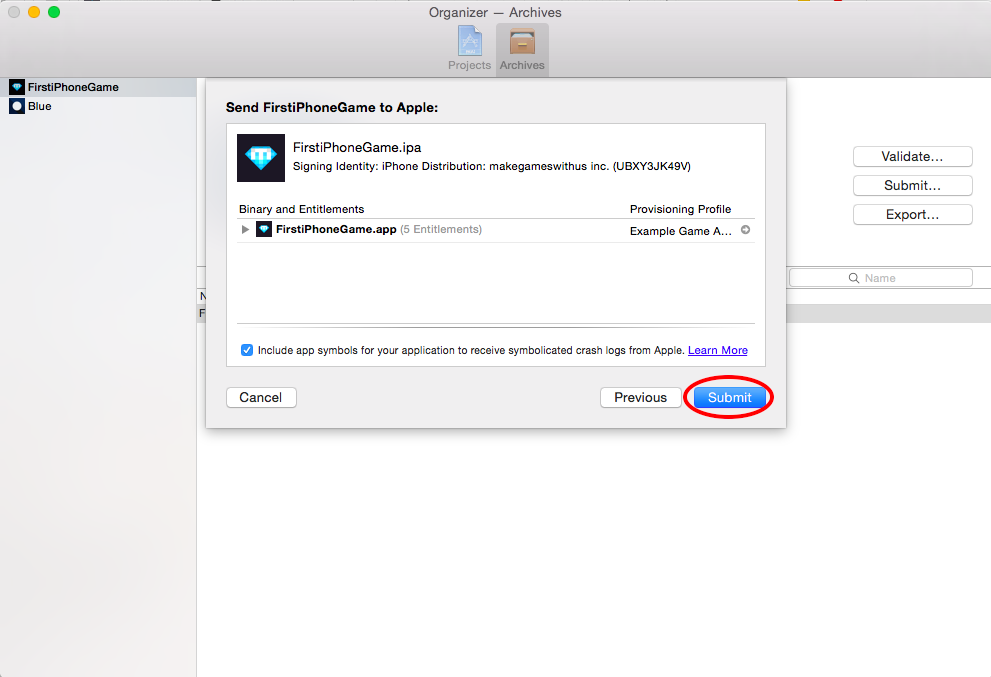 Organizer — Archives
Projects
Archives
FirstiPhoneGame
Blue
Send FirstiPhoneGame to Apple:
FirstiPhoneGame.ipa
Signing Identity: iPhone Distribution: makegameswithus inc. (UBXY3JK49V)
Binary and Entitlements
Provisioning Profile
FirstiPhoneGame.app (5 Entitlements)
Example Game A...
Include app symbols for your application to receive symbolicated crash logs from Apple. Learn More
Cancel
Previous
Submit
Validate...
Submit...
Export...
Name
N
F